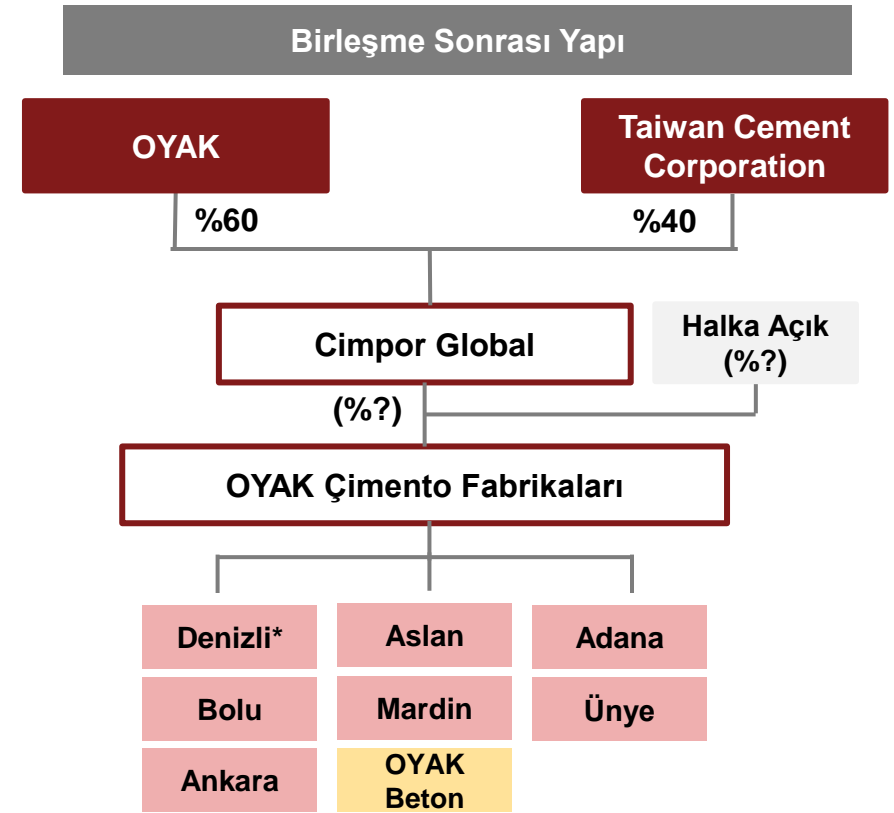 Birleşme Sonrası Yapı
OYAK
Taiwan Cement
Corporation
%60
%40
Cimpor Global
Halka Açık
(%?)
(%?)
OYAK Çimento Fabrikaları
Denizli*
Aslan
Adana
Bolu
Mardin
Ünye
Ankara
OYAK
Beton